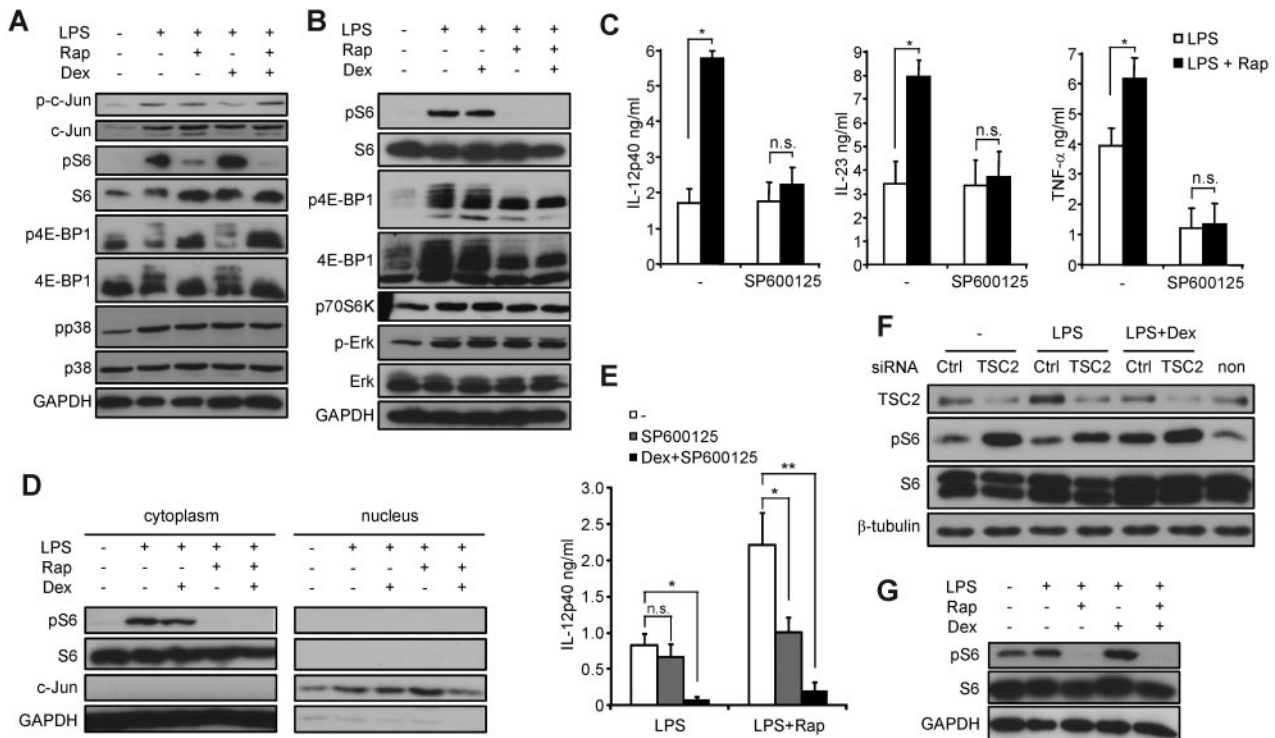 A
LPS - + + + +
Rap - - + - +
Dex - - - + +
p-c-Jun
c-Jun
pS6
S6
p4E-BP1
4E-BP1
pp38
p38
GAPDH
B
LPS - + + + +
Rap - - - + +
Dex - - + - +
pS6
S6
p4E-BP1
4E-BP1
p70S6K
p-Erk
Erk
GAPDH
C
IL-12p40 ng/ml
6
5
4
3
2
1
0
*
n.s.
- SP600125
IL-23 ng/ml
9
8
7
6
5
4
3
2
1
0
*
n.s.
- SP600125
TNF-α ng/ml
8
7
6
5
4
3
2
1
0
*
n.s.
- SP600125
LPS
LPS + Rap
D
cytoplasm nucleus
LPS - + + + + - + + + +
Rap - - - + + - - - + +
Dex - - + - + - - + - +
pS6
S6
c-Jun
GAPDH
E
-
SP600125
Dex+SP600125
IL-12p40 ng/ml
3.0
2.5
2.0
1.5
1.0
0.5
0
n.s.
*
*
**
LPS LPS+Rap
F
- LPS LPS+Dex
siRNA Ctrl TSC2 Ctrl TSC2 Ctrl TSC2 non
TSC2
pS6
S6
β-tubulin
G
LPS - + + + +
Rap - - + - +
Dex - - - + +
pS6
S6
GAPDH